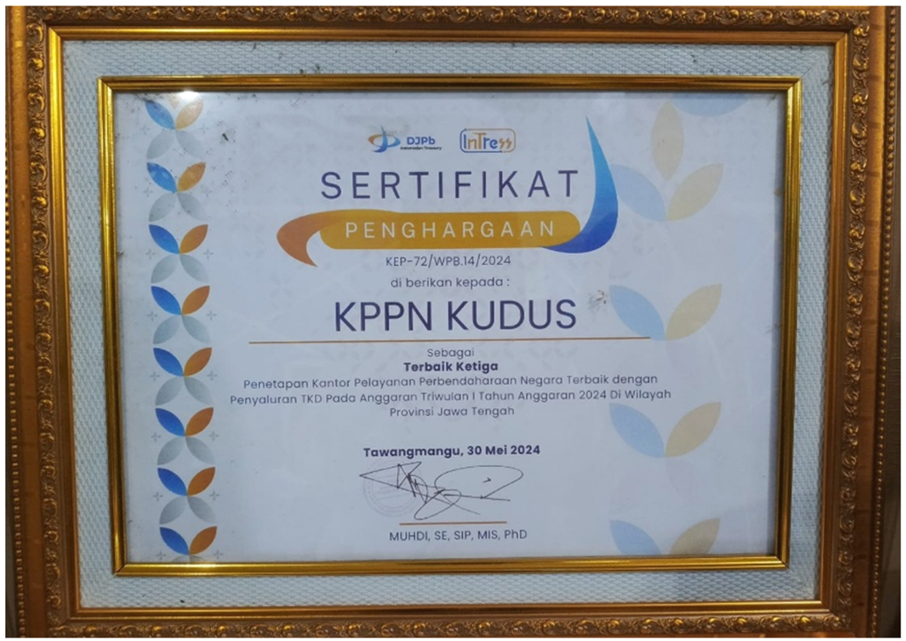 DJPb
Indonesian Treasury
InTress
SERTIFIKAT
PENGHARGAAN
KEP-72/WPB.14/2024
di berikan kepada :
KPPN KUDUS
Sebagai
Terbaik Ketiga
Penetapan Kantor Pelayanan Perbendaharaan Negara Terbaik dengan
Penyaluran TKD Pada Anggaran Triwulan I Tahun Anggaran 2024 Di Wilayah
Provinsi Jawa Tengah
Tawangmangu, 30 Mei 2024
MUHDI, SE, SIP, MIS, PhD